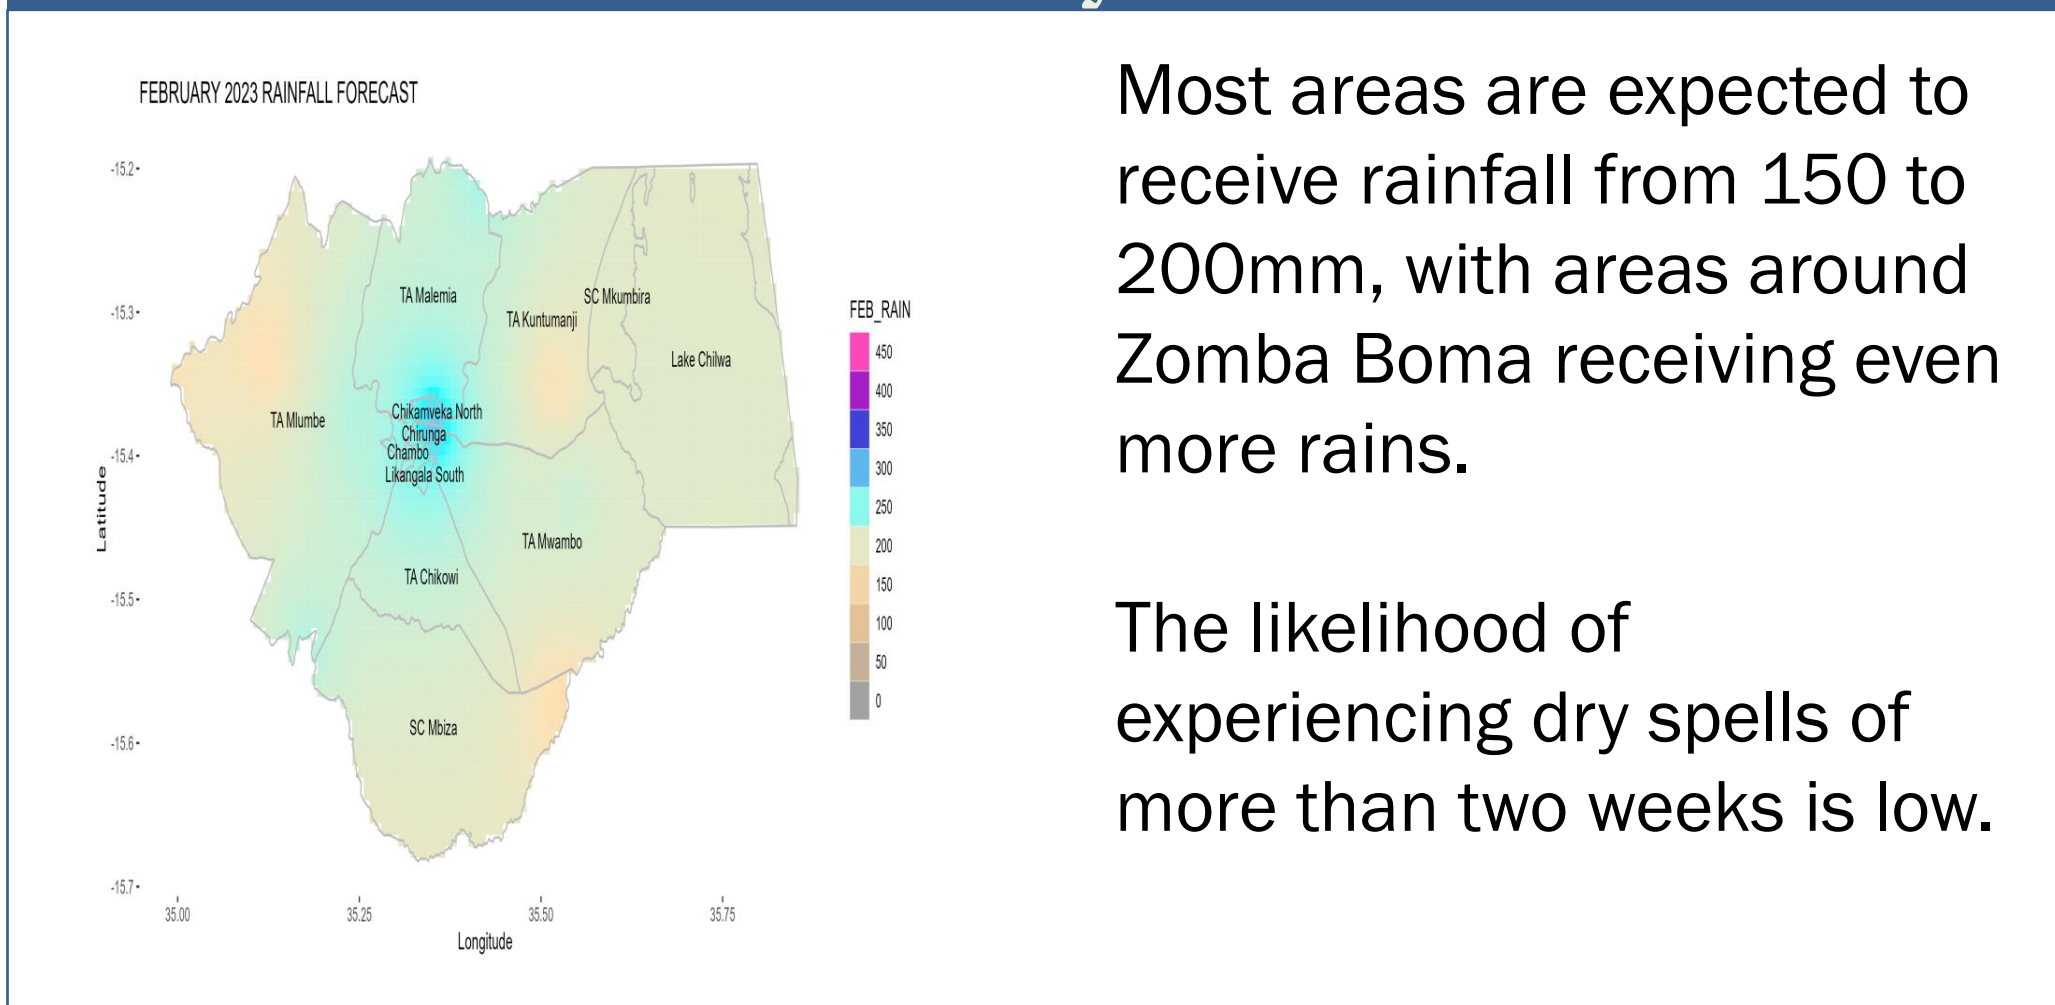 FEBRUARY 2023 RAINFALL FORECAST
-15.2
-15.3
-15.4
-15.5
-15.6
-15.7
Latitude
35.00 35.25 35.50 35.75
Longitude
TA Malemia
TA Kuntumanji
SC Mkumbira
Lake Chilwa
TA Mlumbe
Chikamveka North
Chirunga
Chambo
Likangala South
TA Mwambo
TA Chikowi
SC Mbiza
FEB_RAIN
450
400
350
300
250
200
150
100
50
0
Most areas are expected to
receive rainfall from 150 to
200mm, with areas around
Zomba Boma receiving even
more rains.
The likelihood of
experiencing dry spells of
more than two weeks is low.